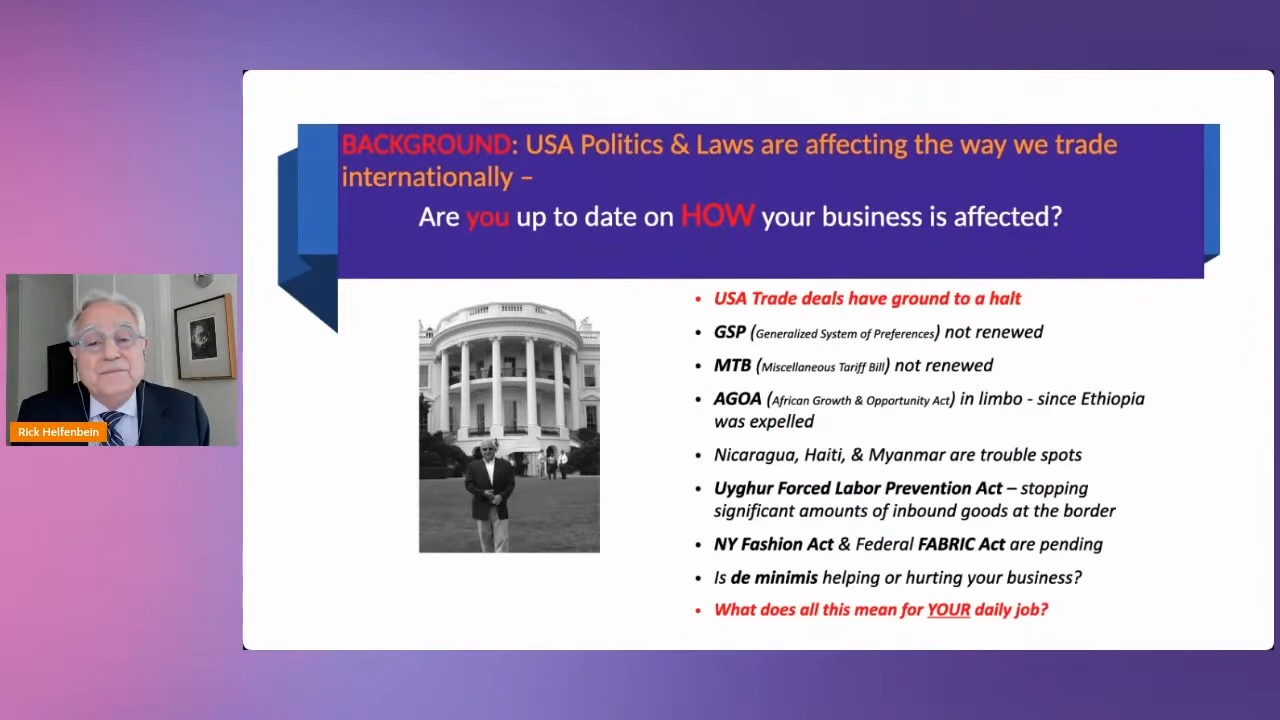 BACKGROUND: USA Politics & Laws are affecting the way we trade
internationally –
Are you up to date on HOW your business is affected?
• USA Trade deals have ground to a halt
• GSP (Generalized System of Preferences) not renewed
• MTB (Miscellaneous Tariff Bill) not renewed
• AGOA (African Growth & Opportunity Act) in limbo - since Ethiopia
was expelled
• Nicaragua, Haiti, & Myanmar are trouble spots
• Uyghur Forced Labor Prevention Act – stopping
significant amounts of inbound goods at the border
• NY Fashion Act & Federal FABRIC Act are pending
• Is de minimis helping or hurting your business?
• What does all this mean for YOUR daily job?
Rick Helfenbein